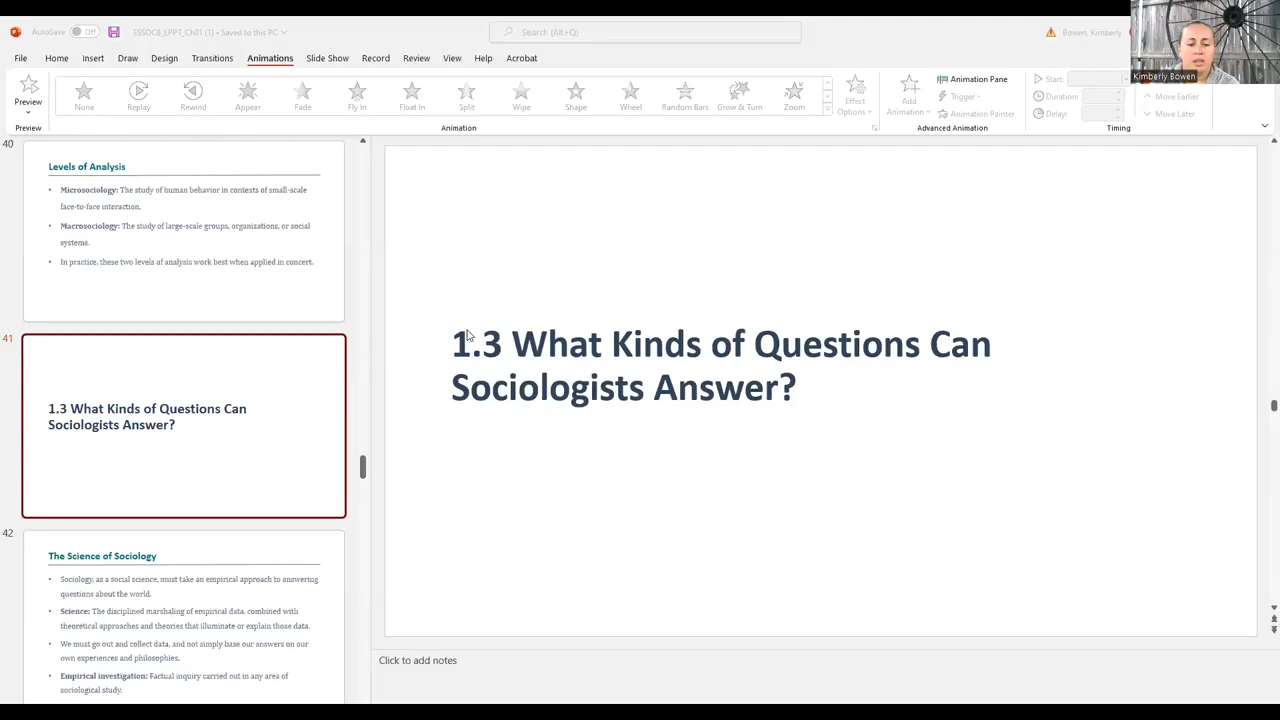 AutoSave Off ESSOC8_LPPT_Ch01 (1) • Saved to this PC Search (Alt+Q) Bowen, Kimberly
Kimberly Bowen
File Home Insert Draw Design Transitions Animations Slide Show Record Review View Help Acrobat
Preview None Replay Rewind Appear Fade Fly In Float In Split Wipe Shape Wheel Random Bars Grow & Turn Zoom Effect Options Add Animation Animation Pane Trigger Animation Painter Start: Duration: Delay: Move Earlier Move Later
Preview Animation Advanced Animation Timing
40
Levels of Analysis
• Microsociology: The study of human behavior in contexts of small-scale
face-to-face interaction.
• Macrosociology: The study of large-scale groups, organizations, or social
systems.
• In practice, these two levels of analysis work best when applied in concert.
41
1.3 What Kinds of Questions Can
Sociologists Answer?
42
The Science of Sociology
• Sociology, as a social science, must take an empirical approach to answering
questions about the world.
• Science: The disciplined marshaling of empirical data, combined with
theoretical approaches and theories that illuminate or explain those data.
• We must go out and collect data, and not simply base our answers on our
own experiences and philosophies.
• Empirical investigation: Factual inquiry carried out in any area of
sociological study.
1.3 What Kinds of Questions Can
Sociologists Answer?
Click to add notes